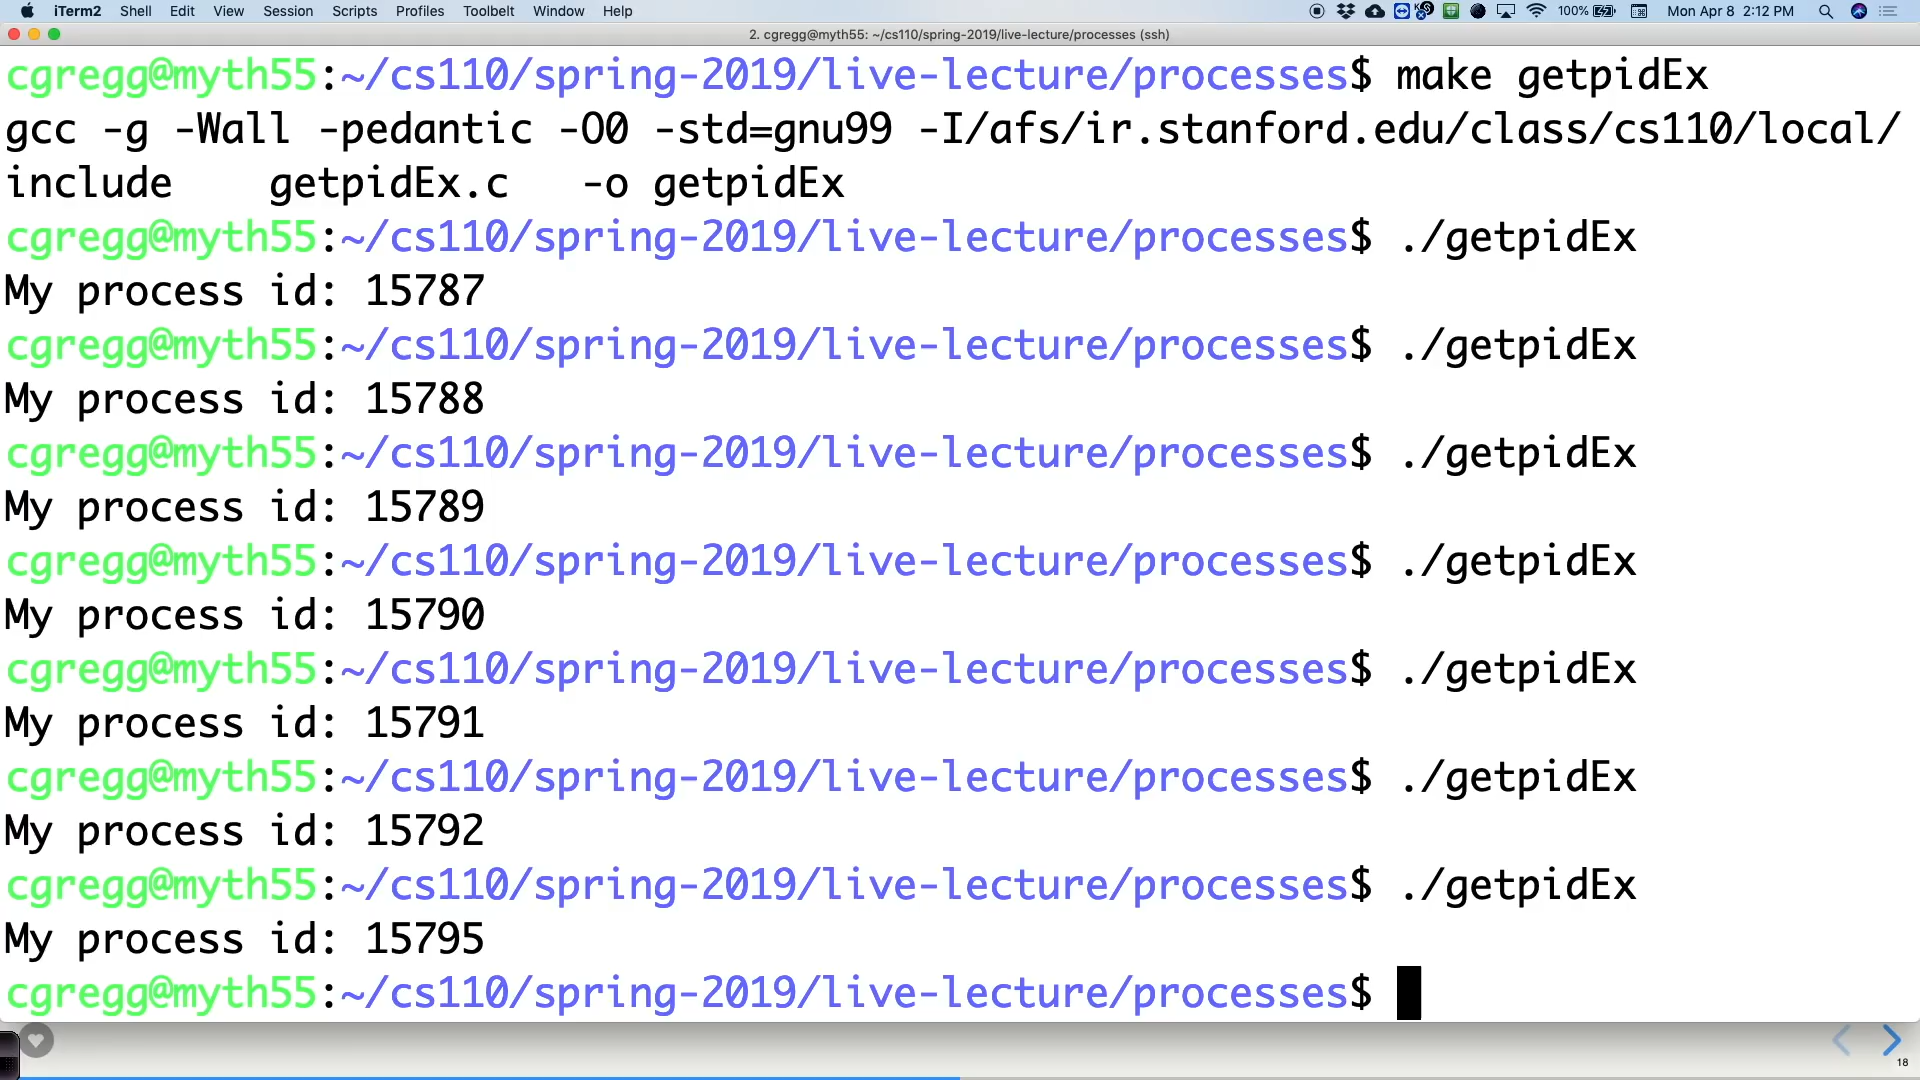 iTerm2 Shell Edit View Session Scripts Profiles Toolbelt Window Help 100% Mon Apr 8 2:12 PM
2. cgregg@myth55: ~/cs110/spring-2019/live-lecture/processes (ssh)
cgregg@myth55:~/cs110/spring-2019/live-lecture/processes$ make getpidEx
gcc -g -Wall -pedantic -O0 -std=gnu99 -I/afs/ir.stanford.edu/class/cs110/local/
include    getpidEx.c   -o getpidEx
cgregg@myth55:~/cs110/spring-2019/live-lecture/processes$ ./getpidEx
My process id: 15787
cgregg@myth55:~/cs110/spring-2019/live-lecture/processes$ ./getpidEx
My process id: 15788
cgregg@myth55:~/cs110/spring-2019/live-lecture/processes$ ./getpidEx
My process id: 15789
cgregg@myth55:~/cs110/spring-2019/live-lecture/processes$ ./getpidEx
My process id: 15790
cgregg@myth55:~/cs110/spring-2019/live-lecture/processes$ ./getpidEx
My process id: 15791
cgregg@myth55:~/cs110/spring-2019/live-lecture/processes$ ./getpidEx
My process id: 15792
cgregg@myth55:~/cs110/spring-2019/live-lecture/processes$ ./getpidEx
My process id: 15795
cgregg@myth55:~/cs110/spring-2019/live-lecture/processes$
18